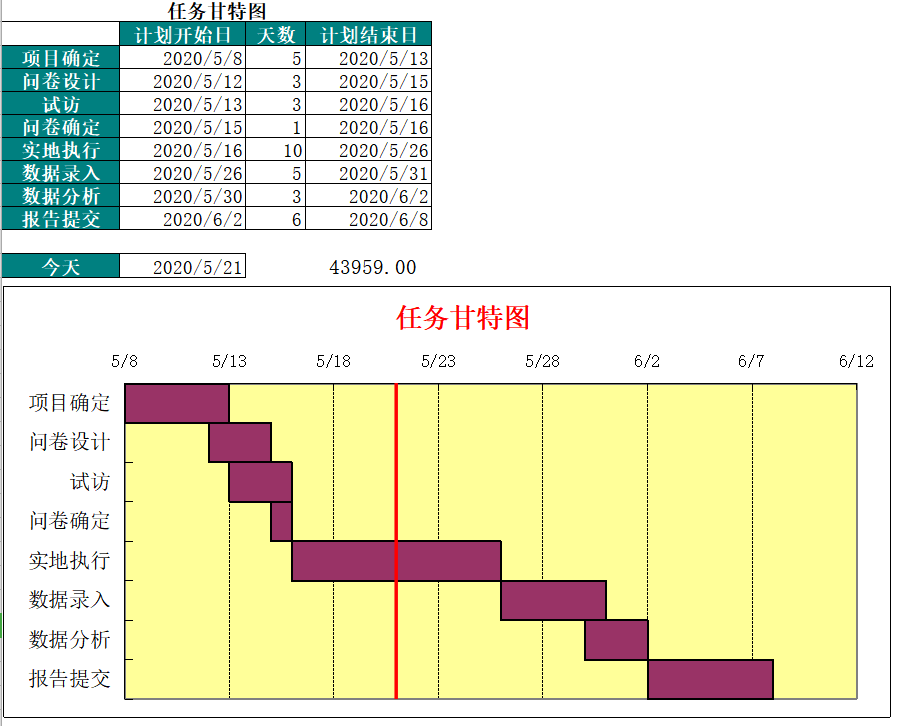 任务甘特图
计划开始日 天数 计划结束日
项目确定 2020/5/8 5 2020/5/13
问卷设计 2020/5/12 3 2020/5/15
试访 2020/5/13 3 2020/5/16
问卷确定 2020/5/15 1 2020/5/16
实地执行 2020/5/16 10 2020/5/26
数据录入 2020/5/26 5 2020/5/31
数据分析 2020/5/30 3 2020/6/2
报告提交 2020/6/2 6 2020/6/8
今天 2020/5/21 43959.00
任务甘特图
5/8 5/13 5/18 5/23 5/28 6/2 6/7 6/12
项目确定
问卷设计
试访
问卷确定
实地执行
数据录入
数据分析
报告提交